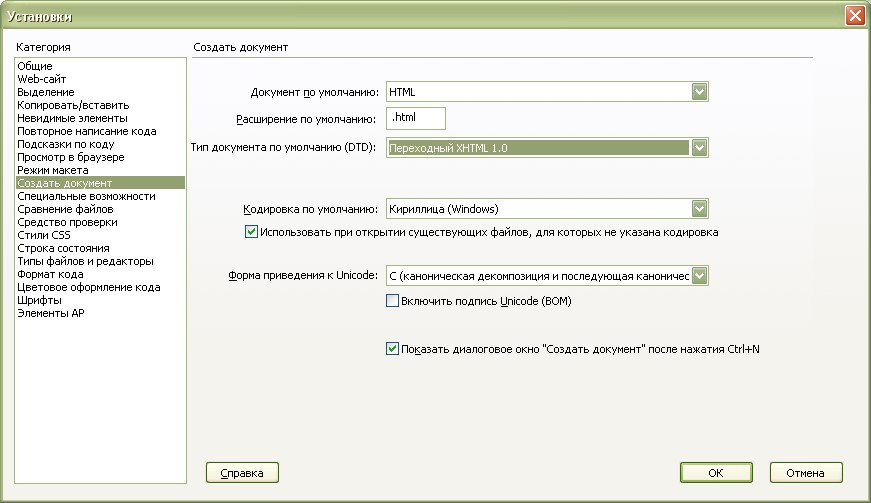 Установки
Категория
Общие
Web-сайт
Выделение
Копировать/вставить
Невидимые элементы
Повторное написание кода
Подсказки по коду
Просмотр в браузере
Режим макета
Создать документ
Специальные возможности
Сравнение файлов
Средство проверки
Стили CSS
Строка состояния
Типы файлов и редакторы
Формат кода
Цветовое оформление кода
Шрифты
Элементы AP
Создать документ
Документ по умолчанию: HTML
Расширение по умолчанию: .html
Тип документа по умолчанию (DTD): Переходный XHTML 1.0
Кодировка по умолчанию: Кириллица (Windows)
Использовать при открытии существующих файлов, для которых не указана кодировка
Форма приведения к Unicode: C (каноническая декомпозиция и последующая каноничес
Включить подпись Unicode (BOM)
Показать диалоговое окно "Создать документ" после нажатия Ctrl+N
Справка
OK
Отмена